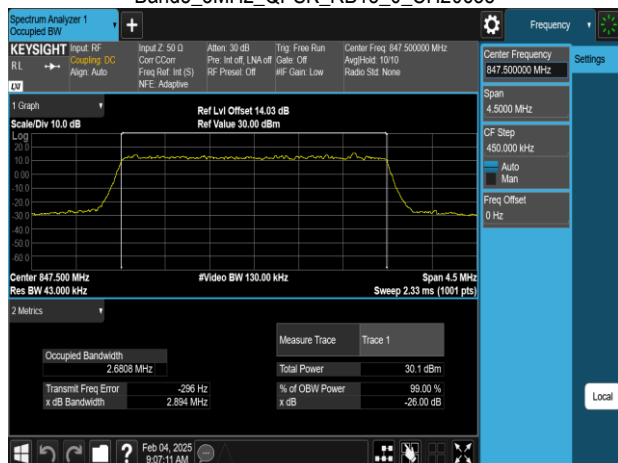 Spectrum Analyzer 1
Occupied BW
Frequency
KEYSIGHT
RL
Input: RF
Coupling: DC
Align: Auto
Input Z: 50 Ω
Corr CCorr
Freq Ref: Int (S)
NFE: Adaptive
Atten: 30 dB
Pre: Int off, LNA off
RF Preset: Off
Trig: Free Run
Gate: Off
#IF Gain: Low
Center Freq: 847.500000 MHz
Avg|Hold: 10/10
Radio Std: None
Center Frequency
847.500000 MHz
Settings
Span
4.5000 MHz
CF Step
450.000 kHz
Auto
Man
Freq Offset
0 Hz
1 Graph
Scale/Div 10.0 dB
Ref Lvl Offset 14.03 dB
Ref Value 30.00 dBm
Log
20.0
10.0
0.00
-10.0
-20.0
-30.0
-40.0
-50.0
-60.0
Center 847.500 MHz
#Video BW 130.00 kHz
Span 4.5 MHz
Res BW 43.000 kHz
Sweep 2.33 ms (1001 pts)
2 Metrics
Measure Trace Trace 1
Occupied Bandwidth
2.6808 MHz
Total Power 30.1 dBm
Transmit Freq Error -296 Hz
% of OBW Power 99.00 %
x dB Bandwidth 2.894 MHz
x dB -26.00 dB
Local
Feb 04, 2025
9:07:11 AM